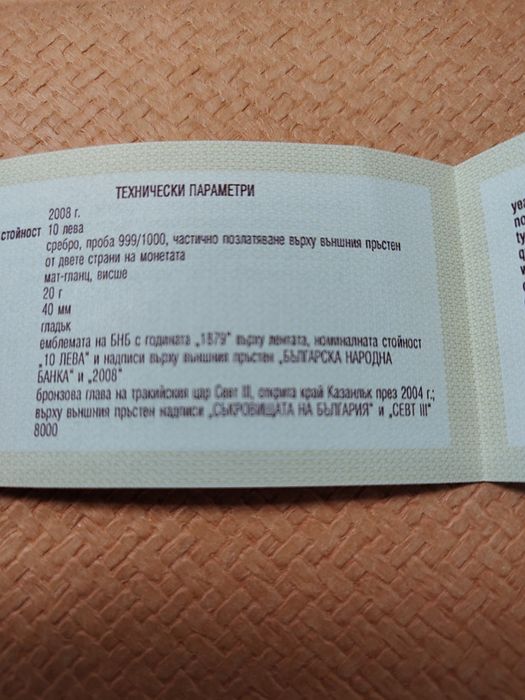 ТЕХНИЧЕСКИ ПАРАМЕТРИ
2008 г.
стойност 10 лева
сребро, проба 999/1000, частично позлатяване върху външния пръстен
от двете страни на монетата
мат-гланц, висше
20 г
40 мм
гладък
емблемата на БНБ с годината „1879" върху лентата, номиналната стойност
„10 ЛЕВА" и надписи върху външния пръстен „БЪЛГАРСКА НАРОДНА
БАНКА" и „2008"
бронзова глава на тракийския цар Севт III, открита край Казанлък през 2004 г.;
върху външния пръстен надписи „СЪКРОВИЩАТА НА БЪЛГАРИЯ" и „СЕВТ III"
8000